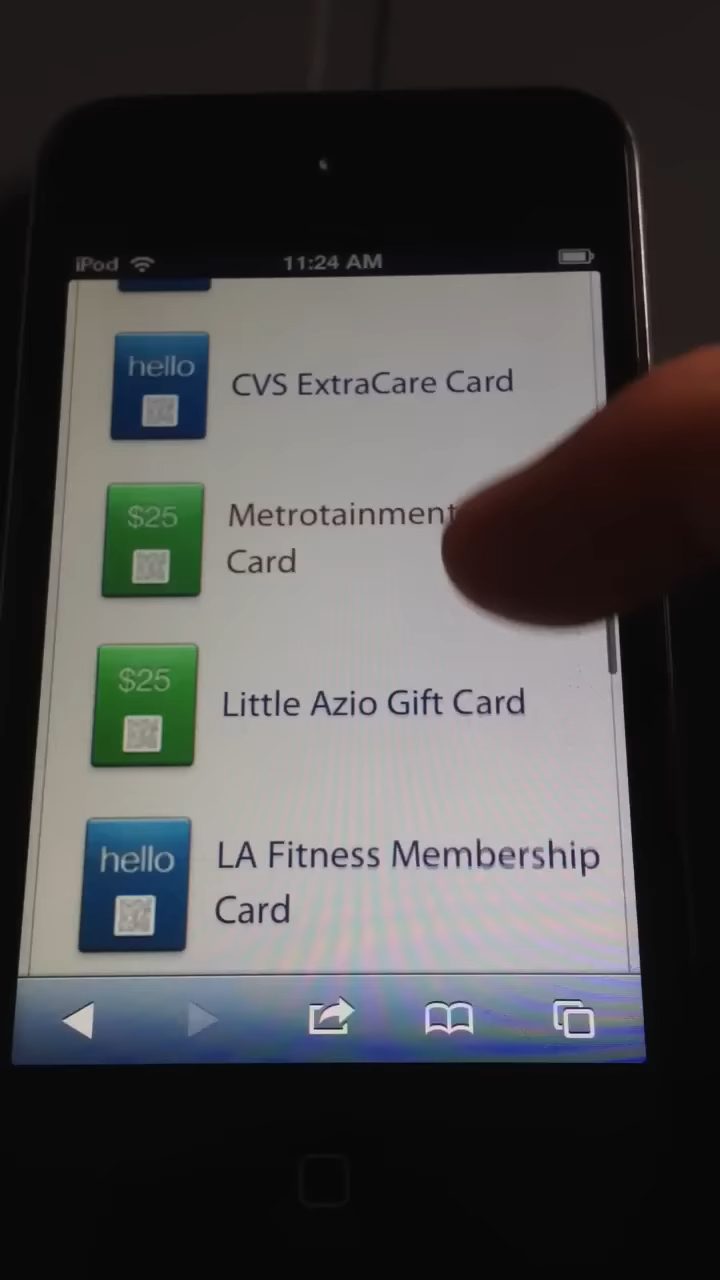 iPod 11:24 AM
hello
CVS ExtraCare Card
$25
Metrotainment
Card
$25
Little Azio Gift Card
hello
LA Fitness Membership
Card